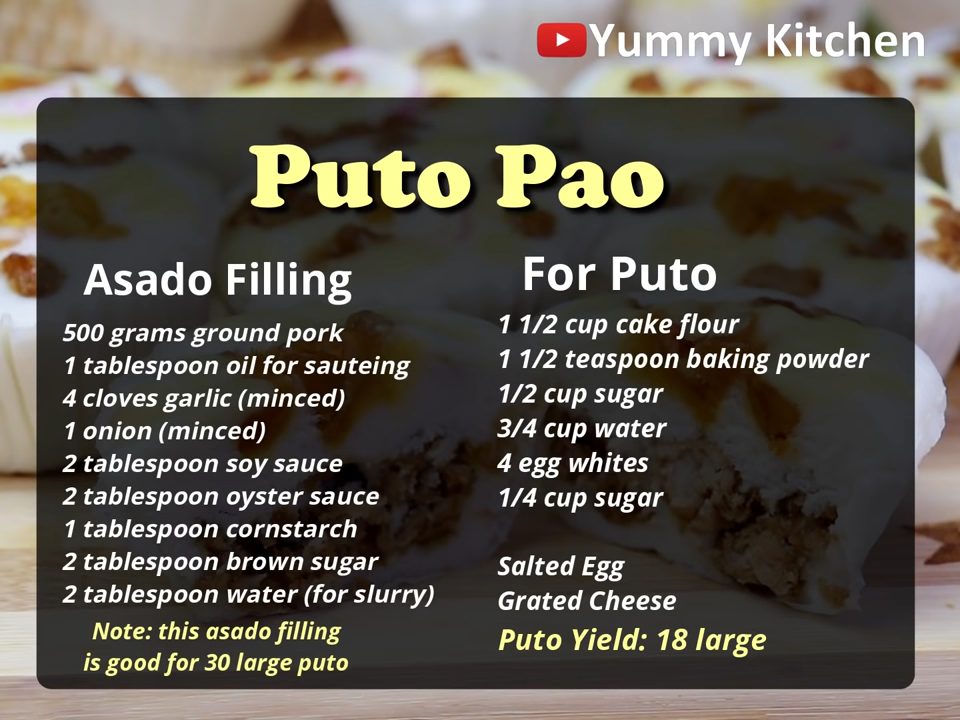 Yummy Kitchen
Puto Pao
Asado Filling
500 grams ground pork
1 tablespoon oil for sauteing
4 cloves garlic (minced)
1 onion (minced)
2 tablespoon soy sauce
2 tablespoon oyster sauce
1 tablespoon cornstarch
2 tablespoon brown sugar
2 tablespoon water (for slurry)
Note: this asado filling
is good for 30 large puto
For Puto
1 1/2 cup cake flour
1 1/2 teaspoon baking powder
1/2 cup sugar
3/4 cup water
4 egg whites
1/4 cup sugar
Salted Egg
Grated Cheese
Puto Yield: 18 large